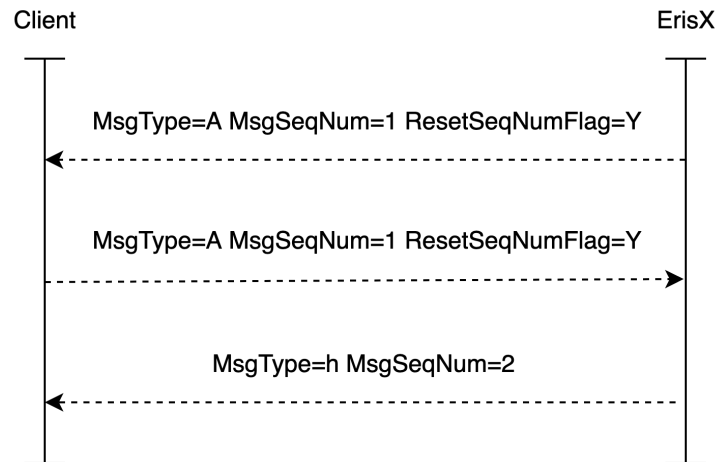 Client ErisX
MsgType=A MsgSeqNum=1 ResetSeqNumFlag=Y
MsgType=A MsgSeqNum=1 ResetSeqNumFlag=Y
MsgType=h MsgSeqNum=2